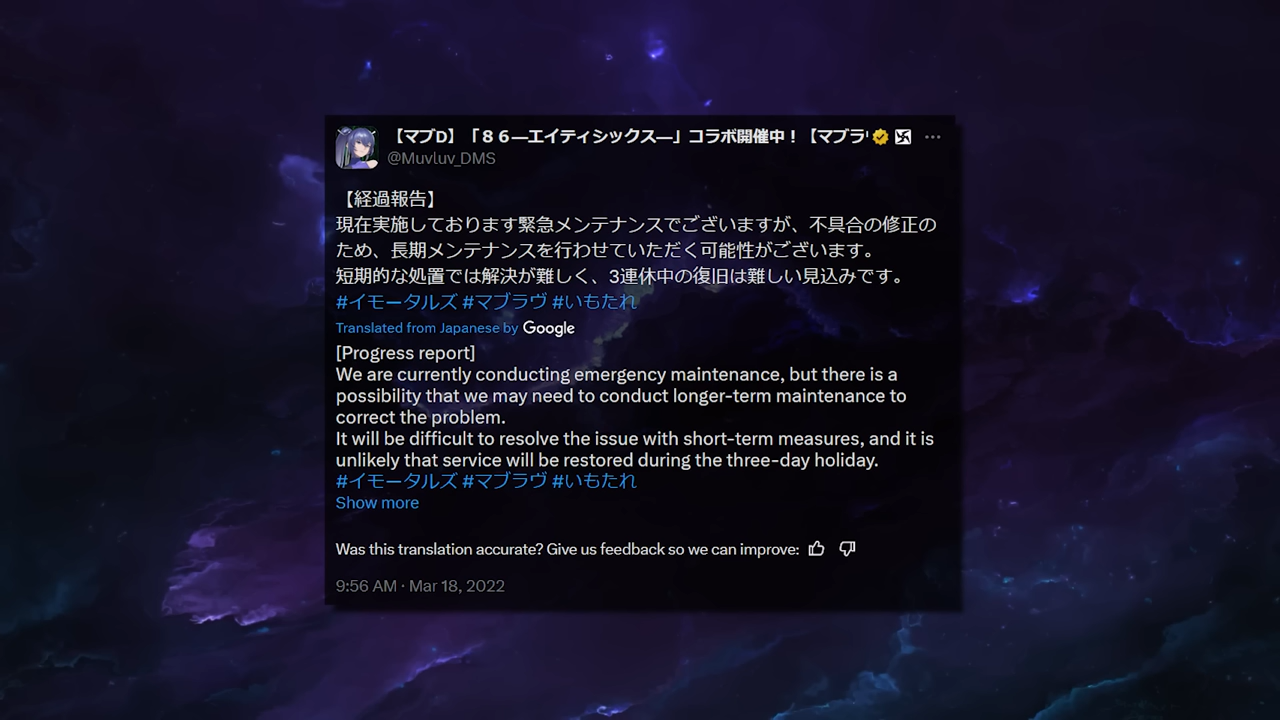 【マブD】「８６―エイティシックス―」コラボ開催中！【マブラ
@Muvluv_DMS
【経過報告】
現在実施しております緊急メンテナンスでございますが、不具合の修正の
ため、長期メンテナンスを行わせていただく可能性がございます。
短期的な処置では解決が難しく、3連休中の復旧は難しい見込みです。
#イモータルズ #マブラヴ #いもたれ
Translated from Japanese by Google
[Progress report]
We are currently conducting emergency maintenance, but there is a
possibility that we may need to conduct longer-term maintenance to
correct the problem.
It will be difficult to resolve the issue with short-term measures, and it is
unlikely that service will be restored during the three-day holiday.
#イモータルズ #マブラヴ #いもたれ
Show more
Was this translation accurate? Give us feedback so we can improve:
9:56 AM · Mar 18, 2022